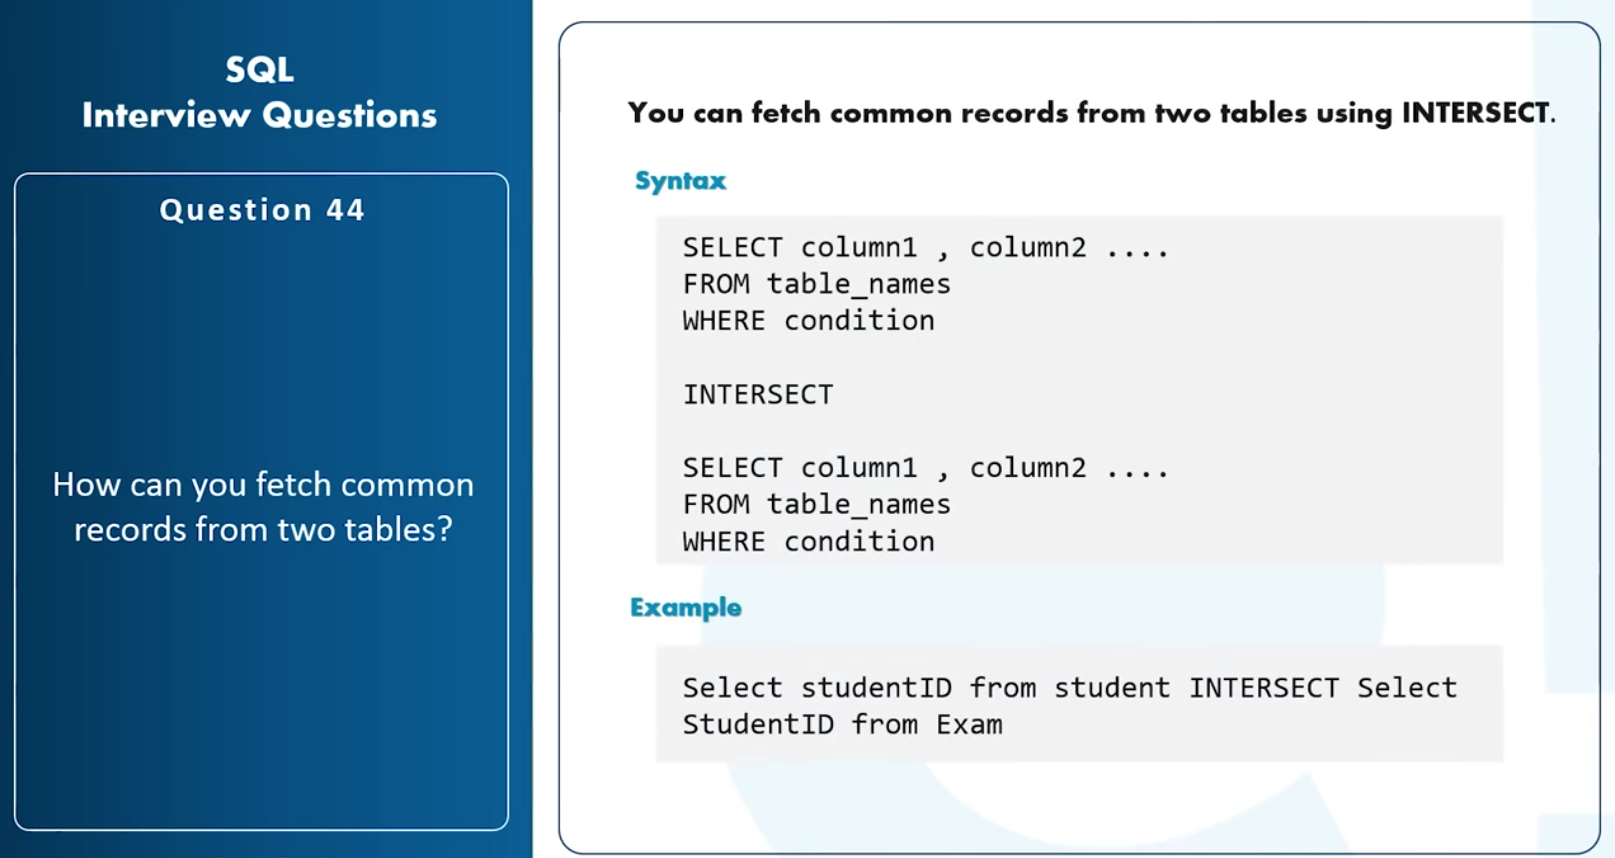 SQL
Interview Questions
Question 44
How can you fetch common
records from two tables?
You can fetch common records from two tables using INTERSECT.
Syntax
SELECT column1 , column2 ....
FROM table_names
WHERE condition
INTERSECT
SELECT column1 , column2 ....
FROM table_names
WHERE condition
Example
Select studentID from student INTERSECT Select
StudentID from Exam